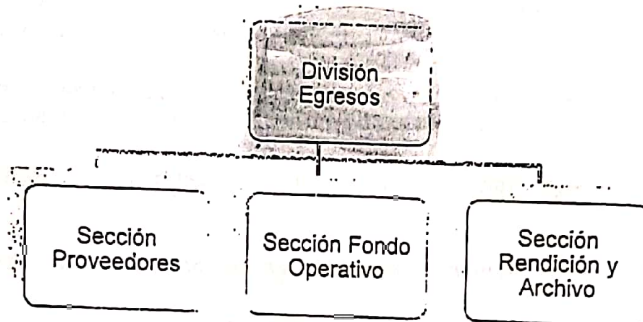 División
Egresos
Sección
Proveedores
Sección Fondo
Operativo
Sección
Rendición y
Archivo